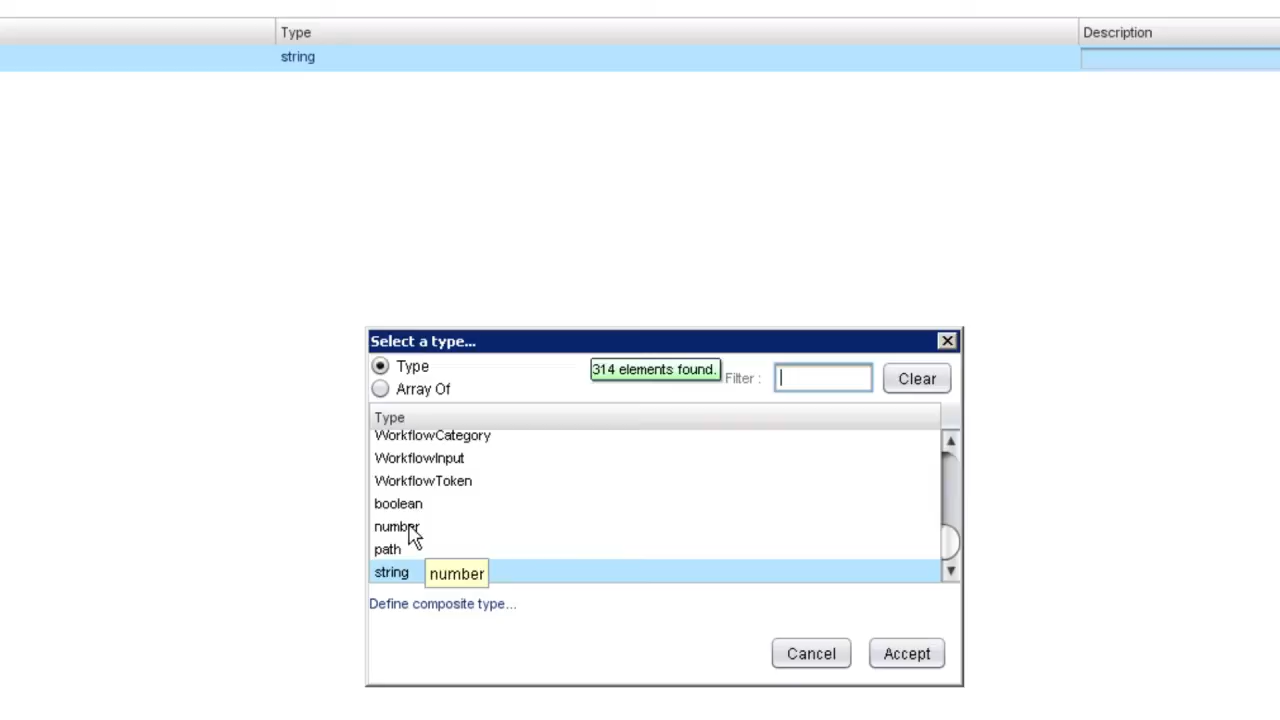 Type Description
string
Select a type...
Type
Array Of
314 elements found.
Filter :
Clear
Type
WorkflowCategory
WorkflowInput
WorkflowToken
boolean
number
path
string
number
Define composite type...
Cancel
Accept